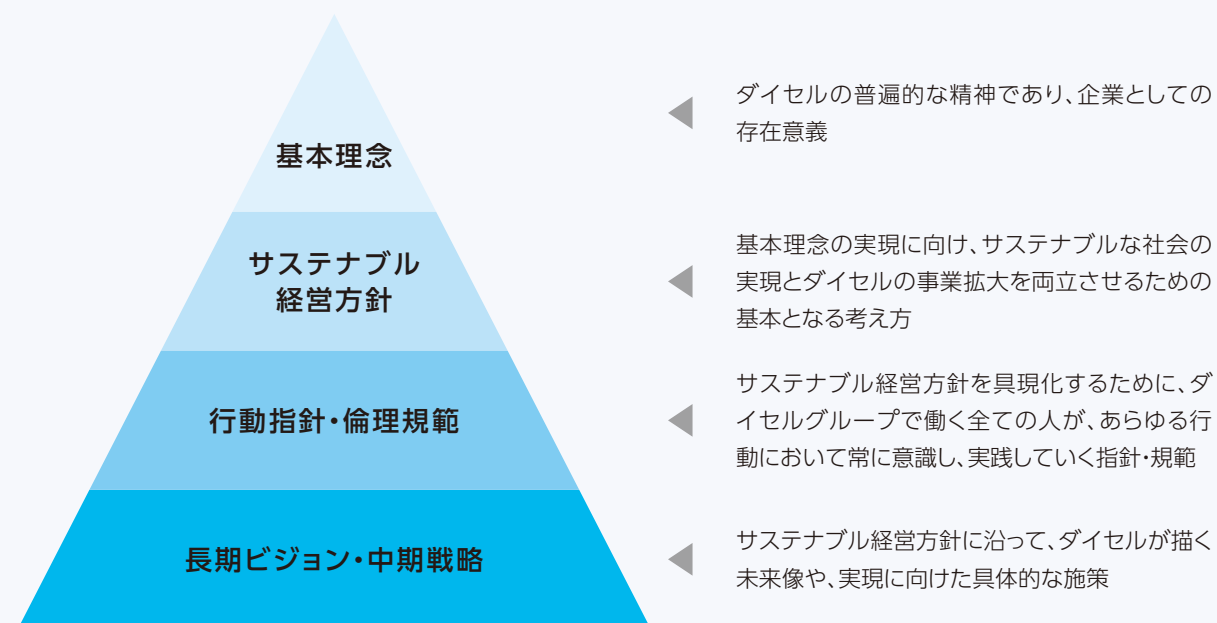 基本理念
ダイセルの普遍的な精神であり、企業としての
存在意義
サステナブル
経営方針
基本理念の実現に向け、サステナブルな社会の
実現とダイセルの事業拡大を両立させるための
基本となる考え方
行動指針・倫理規範
サステナブル経営方針を具現化するために、ダ
イセルグループで働く全ての人が、あらゆる行
動において常に意識し、実践していく指針・規範
長期ビジョン・中期戦略
サステナブル経営方針に沿って、ダイセルが描く
未来像や、実現に向けた具体的な施策